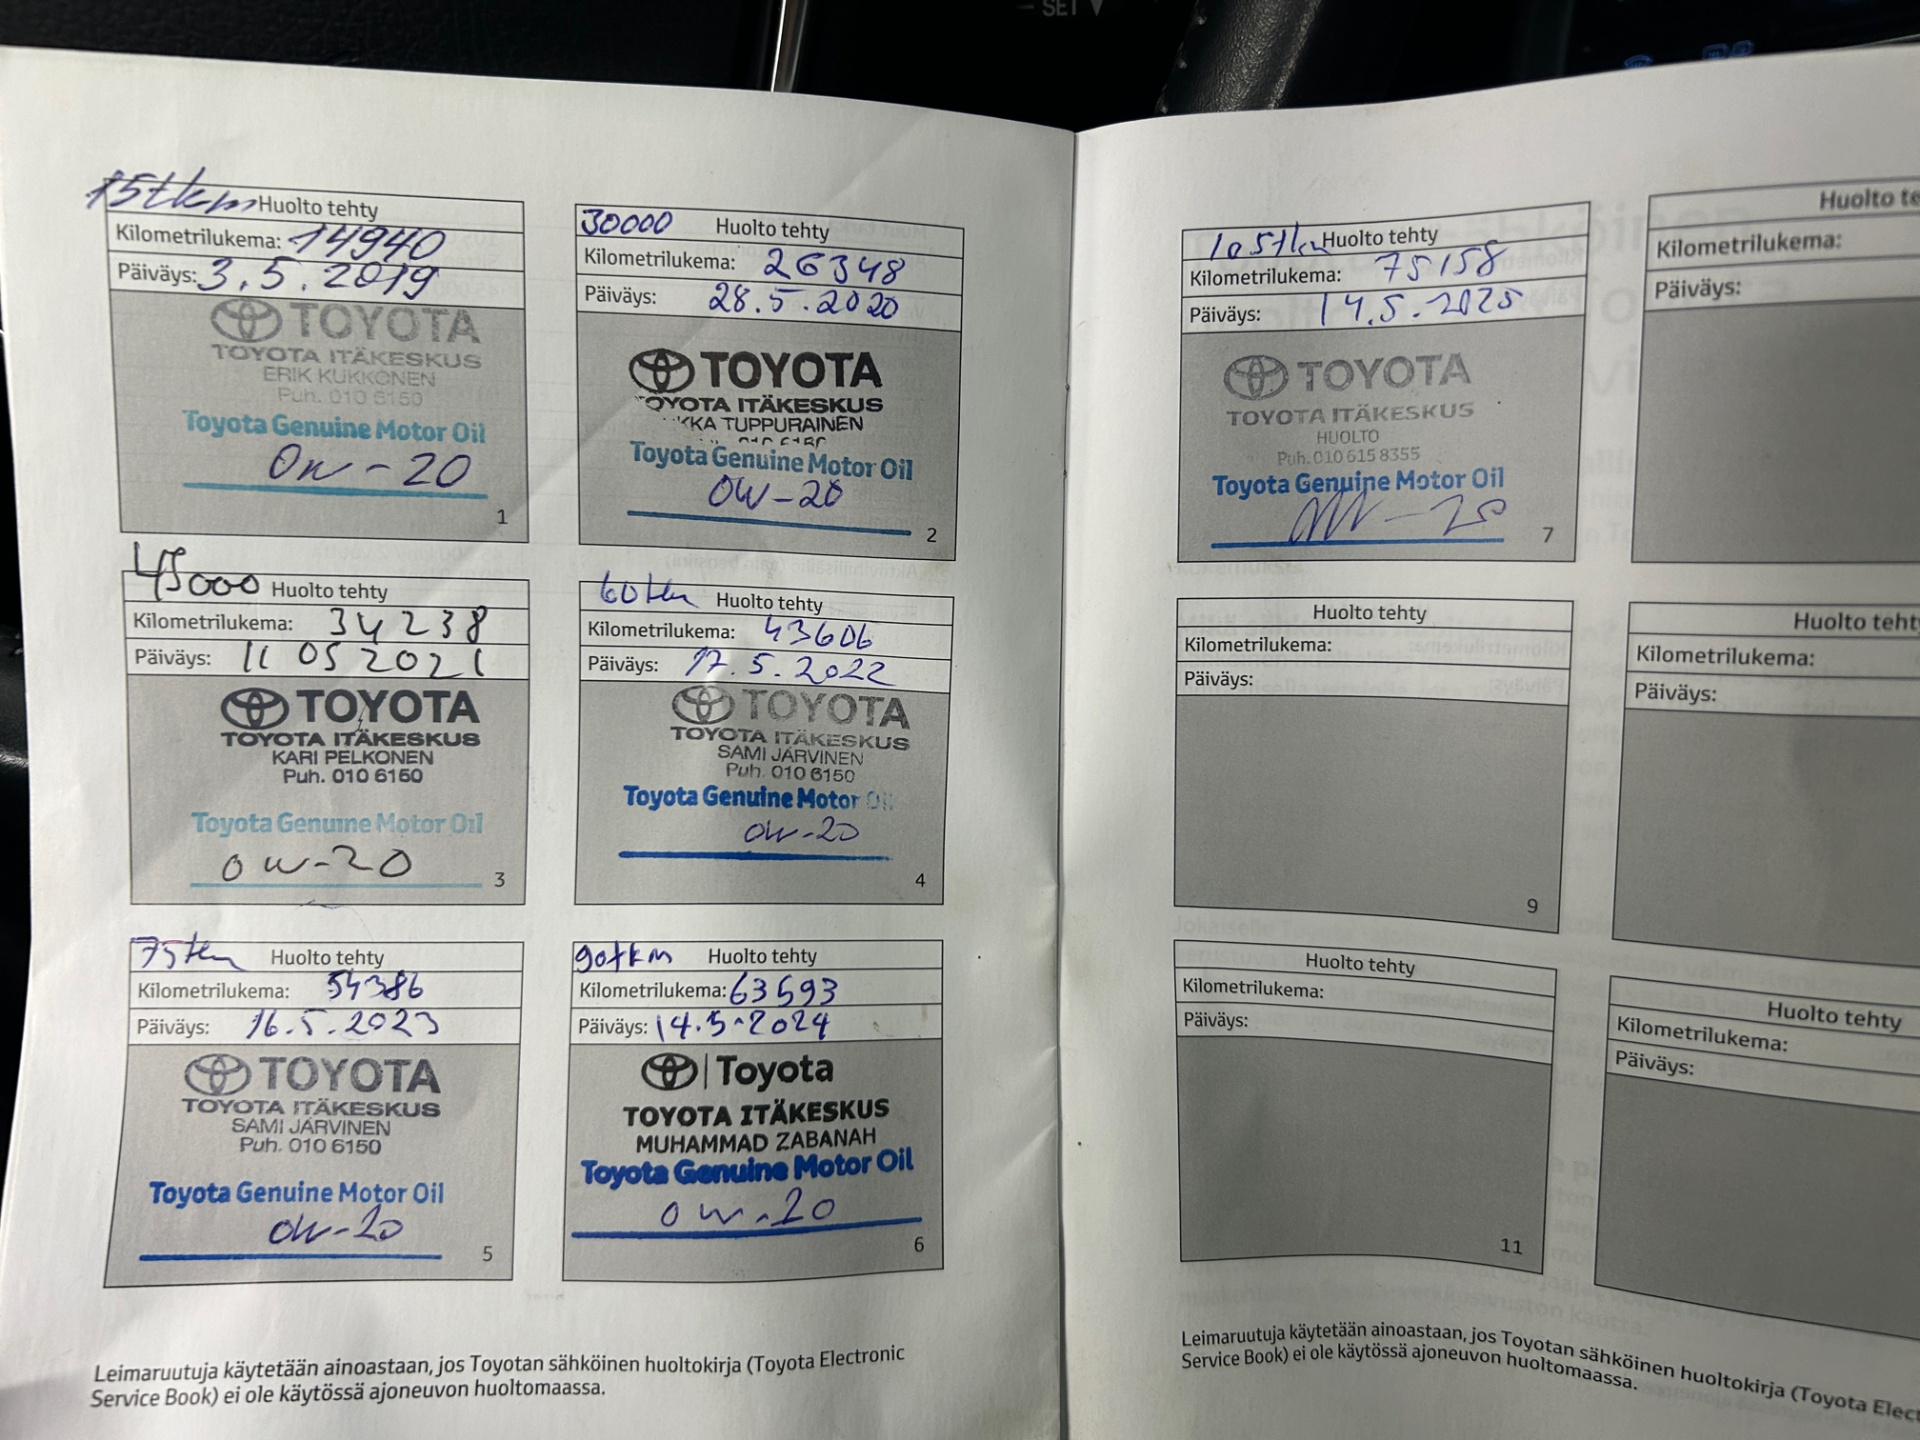 SET
15tkm Huolto tehty
Kilometrilukema: 14940
Päiväys: 3.5.2019
TOYOTA
TOYOTA ITÄKESKUS
ERIK KUKKONEN
Puh. 010 6150
Toyota Genuine Motor Oil
0w-20
1
30000 Huolto tehty
Kilometrilukema: 26348
Päiväys: 28.5.2020
TOYOTA
TOYOTA ITÄKESKUS
KKA TUPPURAINEN
Toyota Genuine Motor Oil
0W-20
2
45000 Huolto tehty
Kilometrilukema: 34238
Päiväys: 11 05 2021
TOYOTA
TOYOTA ITÄKESKUS
KARI PELKONEN
Puh. 010 6150
Toyota Genuine Motor Oil
0w-20
3
60tkm Huolto tehty
Kilometrilukema: 43606
Päiväys: 17.5.2022
TOYOTA
TOYOTA ITÄKESKUS
SAMI JÄRVINEN
Puh. 010 6150
Toyota Genuine Motor Oil
0w-20
4
75tkm Huolto tehty
Kilometrilukema: 54386
Päiväys: 16.5.2023
TOYOTA
TOYOTA ITÄKESKUS
SAMI JÄRVINEN
Puh. 010 6150
Toyota Genuine Motor Oil
0w-20
5
90tkm Huolto tehty
Kilometrilukema: 63593
Päiväys: 14.5.2024
Toyota
TOYOTA ITÄKESKUS
MUHAMMAD ZABANAH
Toyota Genuine Motor Oil
0w-20
6
Leimaruutuja käytetään ainoastaan, jos Toyotan sähköinen huoltokirja (Toyota Electronic
Service Book) ei ole käytössä ajoneuvon huoltomaassa.
105tkm Huolto tehty
Kilometrilukema: 75158
Päiväys: 14.5.2025
TOYOTA
TOYOTA ITÄKESKUS
HUOLTO
Puh. 010 615 8355
Toyota Genuine Motor Oil
0W-20
7
Huolto te
Kilometrilukema:
Päiväys:
Huolto tehty
Kilometrilukema:
Päiväys:
9
Huolto tehty
Kilometrilukema:
Päiväys:
Huolto tehty
Kilometrilukema:
Päiväys:
11
Huolto tehty
Kilometrilukema:
Päiväys:
Leimaruutuja käytetään ainoastaan, jos Toyotan sähköinen huoltokirja (Toyota Elect
Service Book) ei ole käytössä ajoneuvon huoltomaassa.